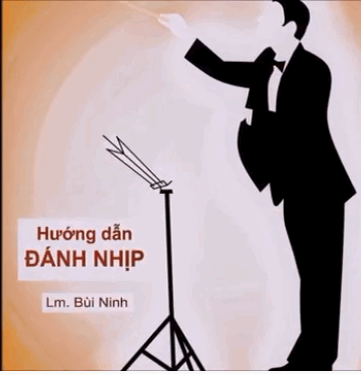 Hướng dẫn
ĐÁNH NHỊP
Lm. Bùi Ninh